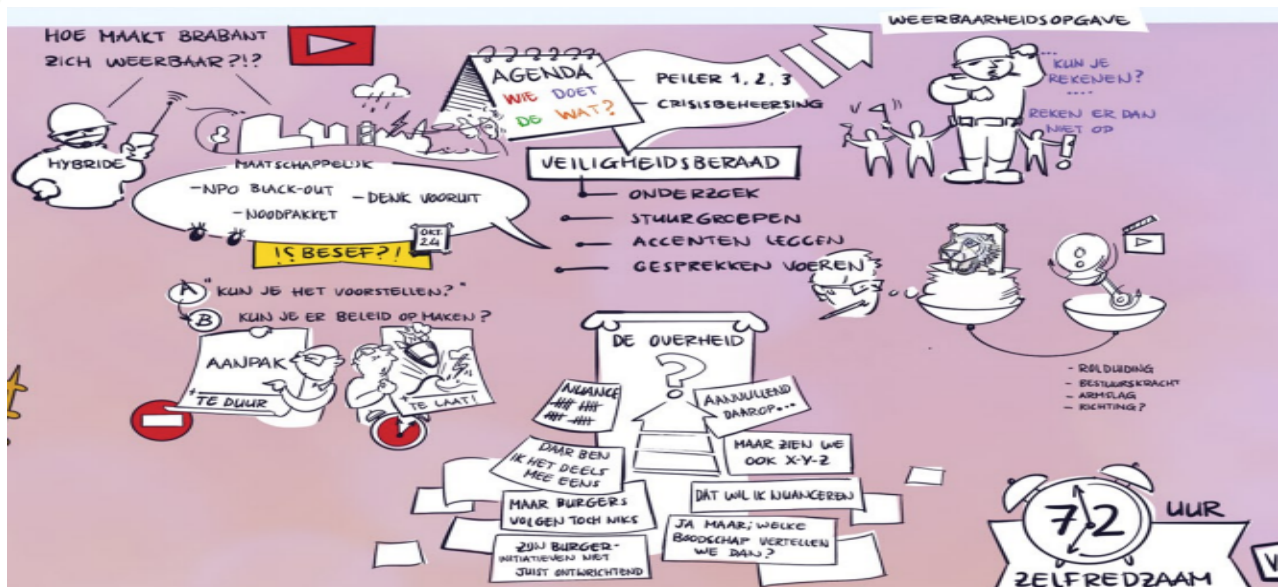 HOE MAAKT BRABANT
ZICH WEERBAAR?!?
HYBRIDE
MAATSCHAPPELIJK
-NPO BLACK-OUT
-DENK VOORUIT
-NOODPAKKET
OKT.
24
!? BESEF?!
A "KUN JE HET VOORSTELLEN?"
B KUN JE ER BELEID OP MAKEN?
AANPAK
+
TE DUUR
+
TE LAAT!
AGENDA
WIE DOET
DE WAT?
PEILER 1, 2, 3
CRISISBEHEERSING
VEILIGHEIDSBERAAD
ONDERZOEK
STUURGROEPEN
ACCENTEN LEGGEN
GESPREKKEN VOEREN
WEERBAARHEIDSOPGAVE
....
KUN JE
REKENEN?
....
REKEN ER DAN
NIET OP
- ROLDUIDING
- BESTUURSKRACHT
- ARMSLAG
- RICHTING?
DE OVERHEID
?
NUANCE
AANVULLEND
DAAROP...
DAAR BEN
IK HET DEELS
MEE EENS
MAAR ZIEN WE
OOK X-Y-Z
MAAR BURGERS
VOLGEN TOCH NIKS
DÁT WIL IK NUANCEREN
ZIJN BURGER-
INITIATIEVEN NIET
JUIST ONTWRICHTEND
JA MAAR; WELKE
BOODSCHAP VERTELLEN
WE DAN?
72 UUR
ZELFREDZAAM